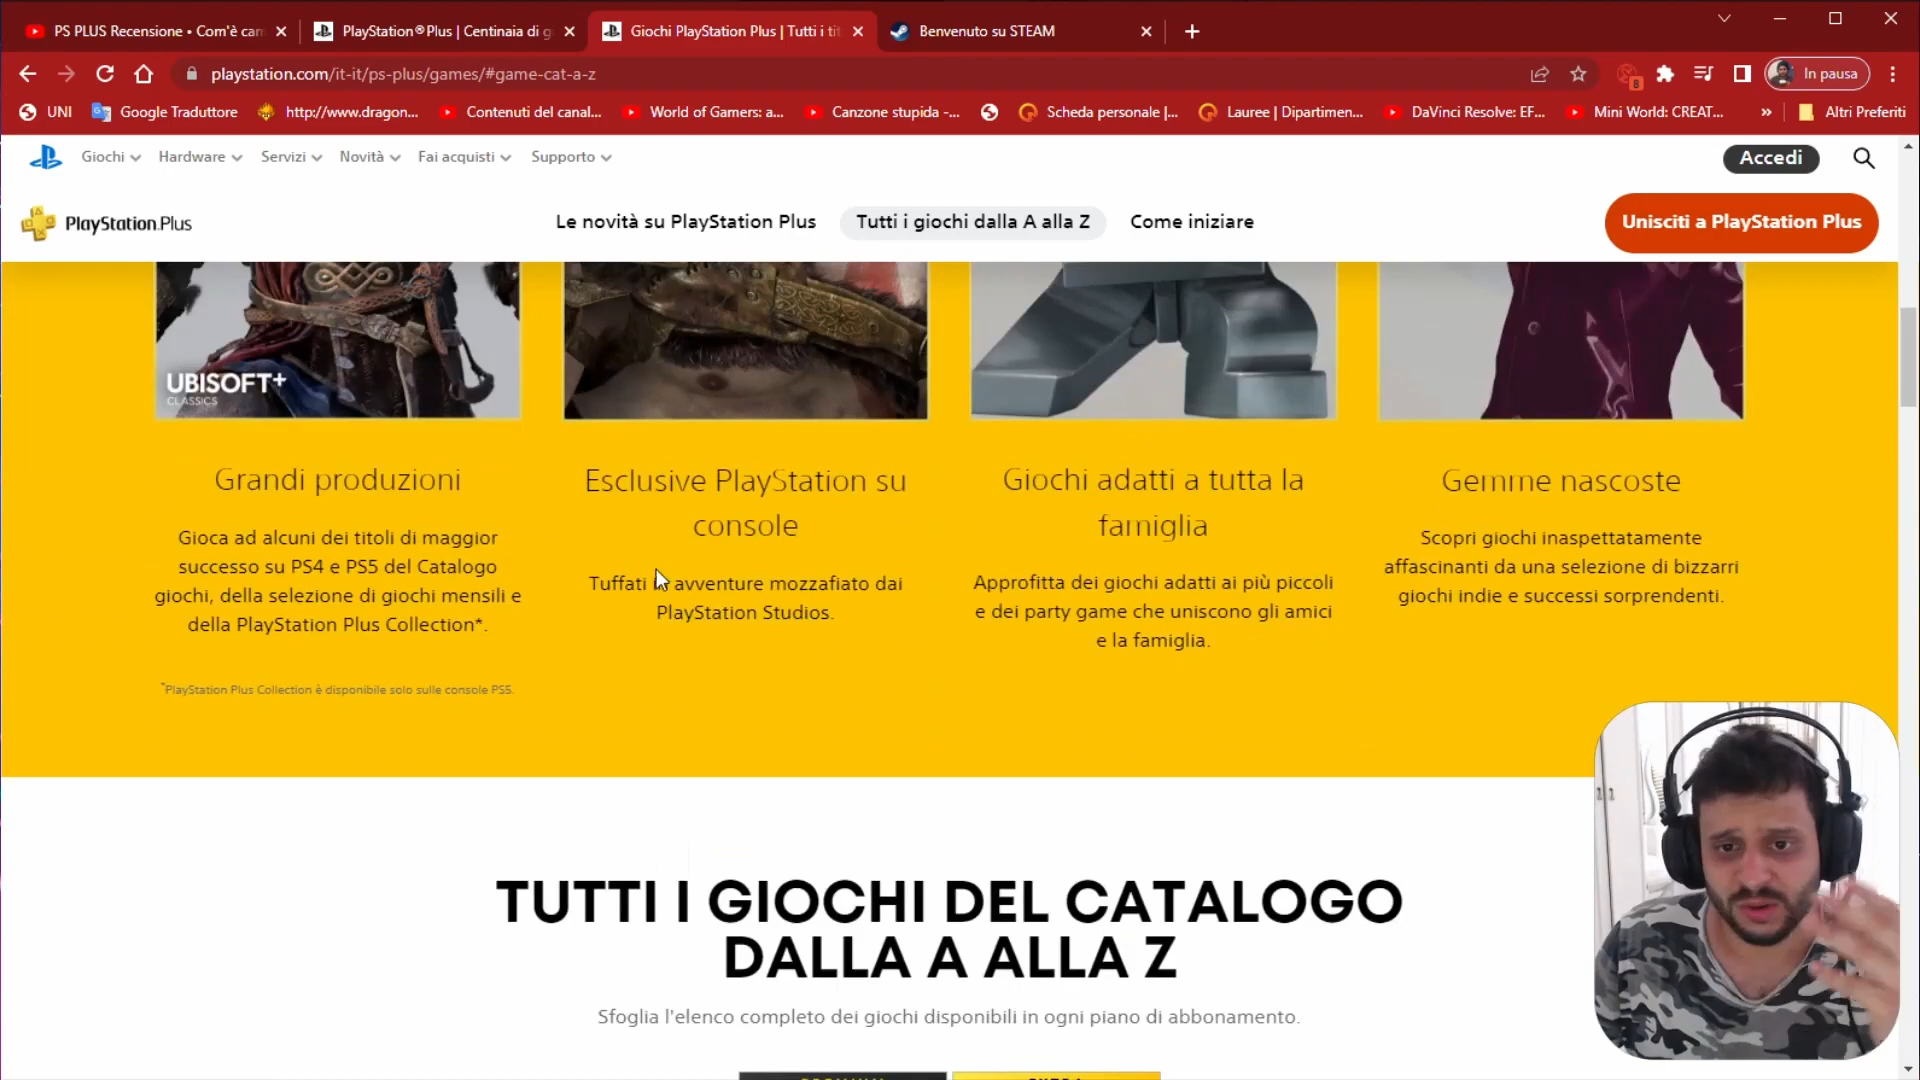 PS PLUS Recensione • Com'è cam
PlayStation®Plus | Centinaia di g
Giochi PlayStation Plus | Tutti i tit
Benvenuto su STEAM
playstation.com/it-it/ps-plus/games/#game-cat-a-z
8
In pausa
UNI
Google Traduttore
http://www.dragon...
Contenuti del canal...
World of Gamers: a...
Canzone stupida -...
Scheda personale |...
Lauree | Dipartimen...
DaVinci Resolve: EF...
Mini World: CREAT...
»
Altri Preferiti
Giochi
Hardware
Servizi
Novità
Fai acquisti
Supporto
Accedi
PlayStation.Plus
Le novità su PlayStation Plus
Tutti i giochi dalla A alla Z
Come iniziare
Unisciti a PlayStation Plus
UBISOFT+
CLASSICS
Grandi produzioni
Gioca ad alcuni dei titoli di maggior
successo su PS4 e PS5 del Catalogo
giochi, della selezione di giochi mensili e
della PlayStation Plus Collection*.
*PlayStation Plus Collection è disponibile solo sulle console PS5.
Esclusive PlayStation su
console
Tuffati avventure mozzafiato dai
PlayStation Studios.
Giochi adatti a tutta la
famiglia
Approfitta dei giochi adatti ai più piccoli
e dei party game che uniscono gli amici
e la famiglia.
Gemme nascoste
Scopri giochi inaspettatamente
affascinanti da una selezione di bizzarri
giochi indie e successi sorprendenti.
TUTTI I GIOCHI DEL CATALOGO
DALLA A ALLA Z
Sfoglia l'elenco completo dei giochi disponibili in ogni piano di abbonamento.